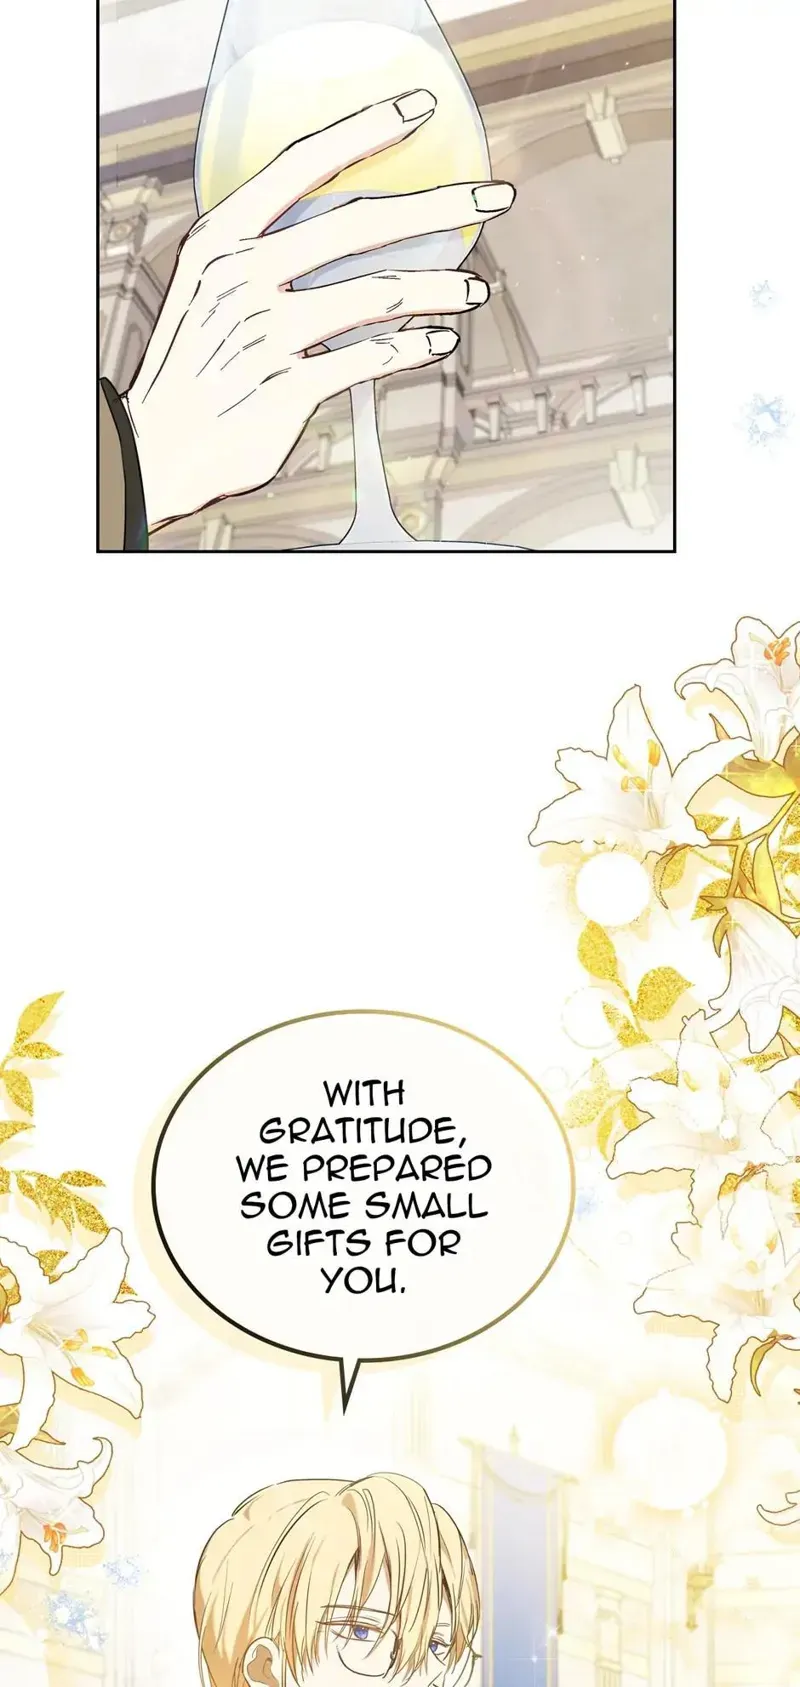 WITH
GRATITUDE,
WE PREPARED
SOME SMALL
GIFTS FOR
YOU.